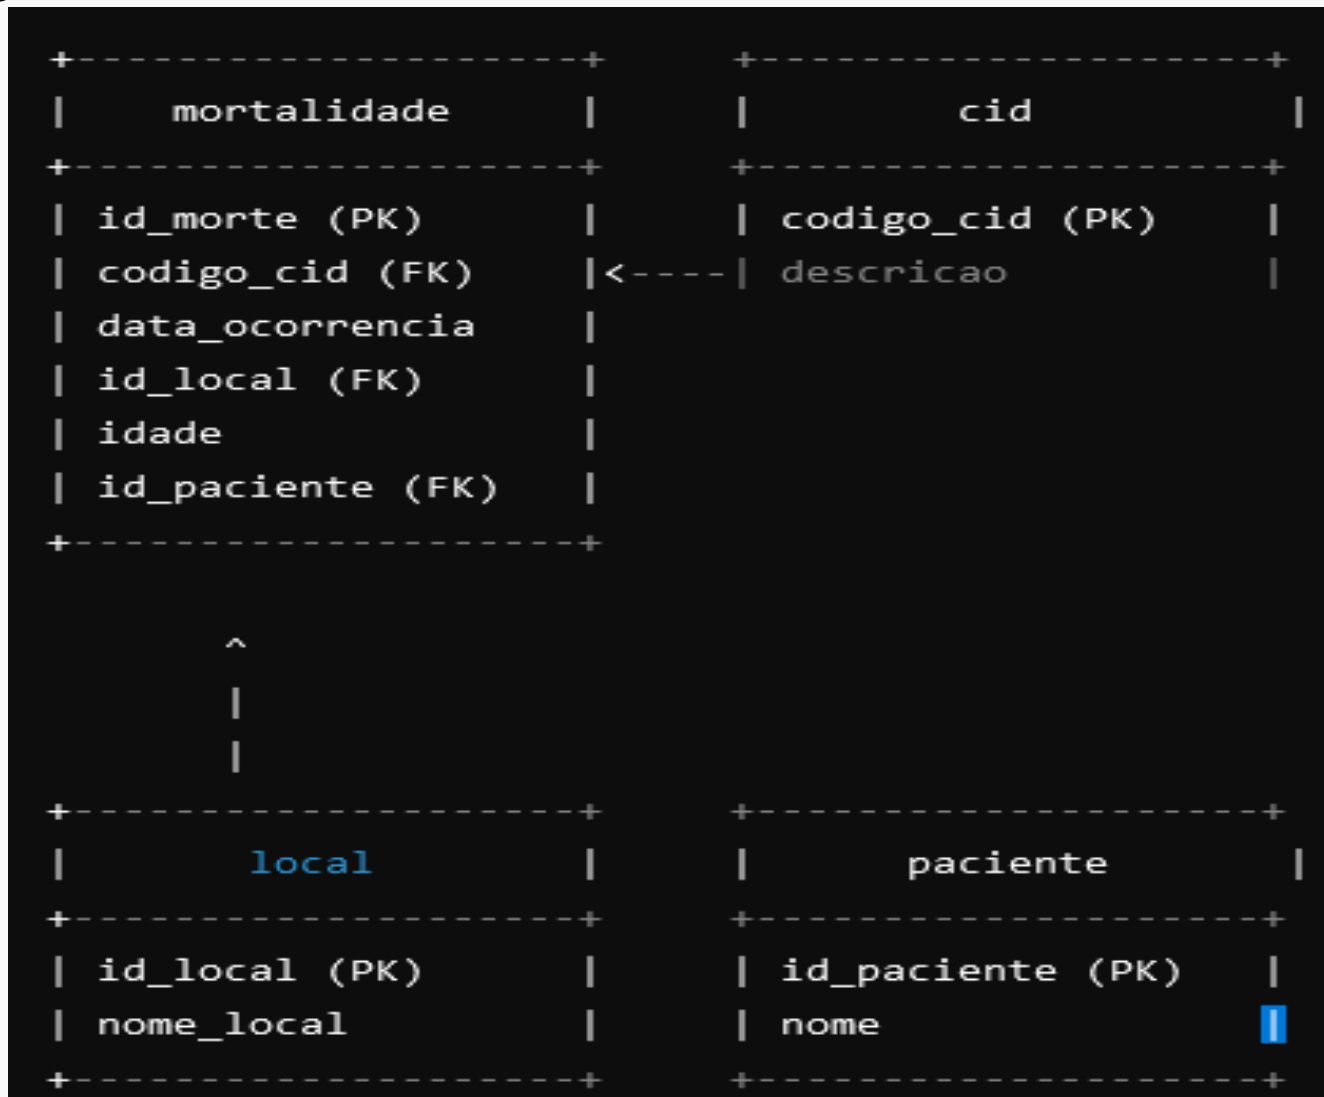 +----------------------+         +----------------------+
|       mortalidade         |         |              cid                |
+----------------------+         +----------------------+
| id_morte (PK)       |         | codigo_cid (PK)     |
| codigo_cid (FK)     |<----| descricao           |
| data_ocorrencia     |
| id_local (FK)       |
| idade               |
| id_paciente (FK)    |
+----------------------+
^
|
|
+----------------------+         +----------------------+
|       local         |         |       paciente       |
+----------------------+         +----------------------+
| id_local (PK)       |         | id_paciente (PK)    |
| nome_local          |         | nome                |
+----------------------+         +----------------------+